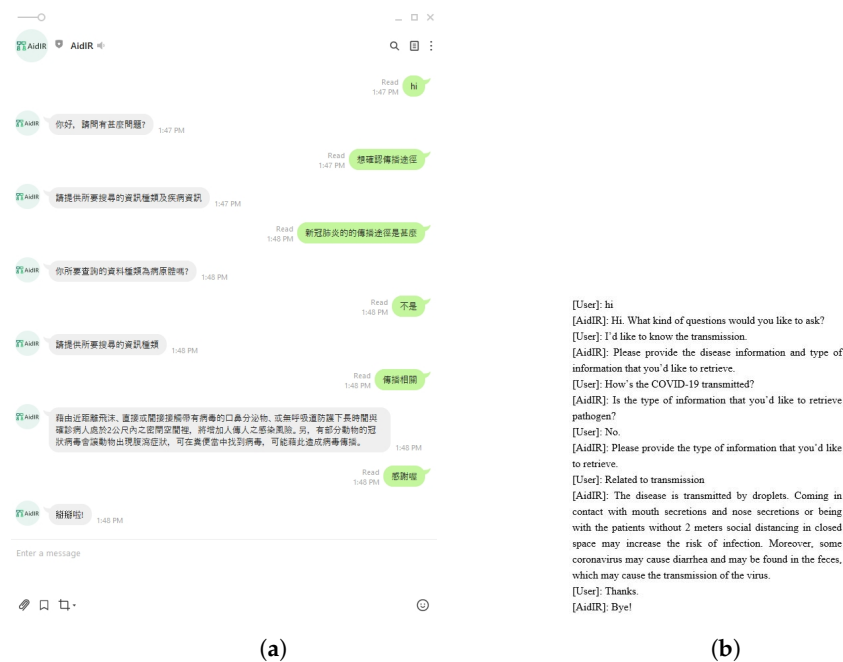 AidIR AidIR
Read
1:47 PM
hi
AidIR
你好，請問有甚麼問題?
1:47 PM
Read
1:47 PM
想確認傳播途徑
AidIR
請提供所要搜尋的資訊種類及疾病資訊
1:47 PM
Read
1:48 PM
新冠肺炎的的傳播途徑是甚麼
AidIR
你所要查詢的資料種類為病原體嗎?
1:48 PM
Read
1:48 PM
不是
AidIR
請提供所要搜尋的資訊種類
1:48 PM
Read
1:48 PM
傳播相關
AidIR
藉由近距離飛沫、直接或間接接觸帶有病毒的口鼻分泌物、或無呼吸道防護下長時間與
確診病人處於2公尺內之密閉空間裡，將增加人傳人之感染風險。另，有部分動物的冠
狀病毒會讓動物出現腹瀉症狀，可在糞便當中找到病毒，可能藉此造成病毒傳播。
1:48 PM
Read
1:48 PM
感謝喔
AidIR
掰掰啦!
1:48 PM
Enter a message
(a)
[User]: hi
[AidIR]: Hi. What kind of questions would you like to ask?
[User]: I'd like to know the transmission.
[AidIR]: Please provide the disease information and type of
information that you'd like to retrieve.
[User]: How's the COVID-19 transmitted?
[AidIR]: Is the type of information that you'd like to retrieve
pathogen?
[User]: No.
[AidIR]: Please provide the type of information that you'd like
to retrieve.
[User]: Related to transmission
[AidIR]: The disease is transmitted by droplets. Coming in
contact with mouth secretions and nose secretions or being
with the patients without 2 meters social distancing in closed
space may increase the risk of infection. Moreover, some
coronavirus may cause diarrhea and may be found in the feces,
which may cause the transmission of the virus.
[User]: Thanks.
[AidIR]: Bye!
(b)